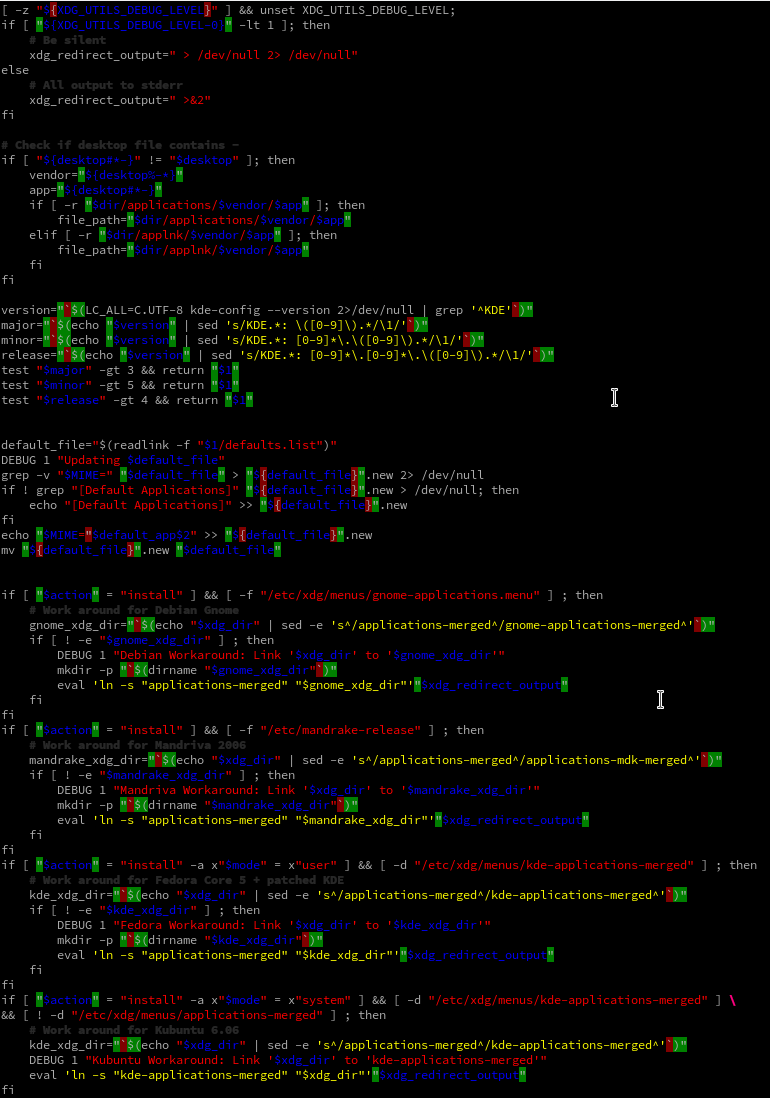 [ -z "${XDG_UTILS_DEBUG_LEVEL}" ] && unset XDG_UTILS_DEBUG_LEVEL;
if [ "${XDG_UTILS_DEBUG_LEVEL-0}" -lt 1 ]; then
    # Be silent
    xdg_redirect_output=" > /dev/null 2> /dev/null"
else
    # All output to stderr
    xdg_redirect_output=" >&2"
fi
# Check if desktop file contains -
if [ "${desktop#*-}" != "$desktop" ]; then
    vendor="${desktop%-*}"
    app="${desktop#*-}"
    if [ -r "$dir/applications/$vendor/$app" ]; then
        file_path="$dir/applications/$vendor/$app"
    elif [ -r "$dir/applnk/$vendor/$app" ]; then
        file_path="$dir/applnk/$vendor/$app"
    fi
fi
version="`$(LC_ALL=C.UTF-8 kde-config --version 2>/dev/null | grep '^KDE'`)"
major="`$(echo "$version" | sed 's/KDE.*: \([0-9]\).*/\1/'`)"
minor="`$(echo "$version" | sed 's/KDE.*: [0-9]*\.\([0-9]\).*/\1/'`)"
release="`$(echo "$version" | sed 's/KDE.*: [0-9]*\.[0-9]*\.\([0-9]\).*/\1/'`)"
test "$major" -gt 3 && return "$1"
test "$minor" -gt 5 && return "$1"
test "$release" -gt 4 && return "$1"
default_file="$(readlink -f "$1/defaults.list")"
DEBUG 1 "Updating $default_file"
grep -v "$MIME=" "$default_file" > "${default_file}".new 2> /dev/null
if ! grep "[Default Applications]" "${default_file}".new > /dev/null; then
    echo "[Default Applications]" >> "${default_file}".new
fi
echo "$MIME="$default_app$2" >> "${default_file}".new
mv "${default_file}".new "$default_file"
if [ "$action" = "install" ] && [ -f "/etc/xdg/menus/gnome-applications.menu" ] ; then
    # Work around for Debian Gnome
    gnome_xdg_dir="`$(echo "$xdg_dir" | sed -e 's^/applications-merged^/gnome-applications-merged^'`)"
    if [ ! -e "$gnome_xdg_dir" ] ; then
        DEBUG 1 "Debian Workaround: Link '$xdg_dir' to '$gnome_xdg_dir'"
        mkdir -p "`$(dirname "$gnome_xdg_dir"`)"
        eval 'ln -s "applications-merged" "$gnome_xdg_dir"'"$xdg_redirect_output"
    fi
fi
if [ "$action" = "install" ] && [ -f "/etc/mandrake-release" ] ; then
    # Work around for Mandriva 2006
    mandrake_xdg_dir="`$(echo "$xdg_dir" | sed -e 's^/applications-merged^/applications-mdk-merged^'`)"
    if [ ! -e "$mandrake_xdg_dir" ] ; then
        DEBUG 1 "Mandriva Workaround: Link '$xdg_dir' to '$mandrake_xdg_dir'"
        mkdir -p "`$(dirname "$mandrake_xdg_dir"`)"
        eval 'ln -s "applications-merged" "$mandrake_xdg_dir"'"$xdg_redirect_output"
    fi
fi
if [ "$action" = "install" -a x"$mode" = x"user" ] && [ -d "/etc/xdg/menus/kde-applications-merged" ] ; then
    # Work around for Fedora Core 5 + patched KDE
    kde_xdg_dir="`$(echo "$xdg_dir" | sed -e 's^/applications-merged^/kde-applications-merged^'`)"
    if [ ! -e "$kde_xdg_dir" ] ; then
        DEBUG 1 "Fedora Workaround: Link '$xdg_dir' to '$kde_xdg_dir'"
        mkdir -p "`$(dirname "$kde_xdg_dir"`)"
        eval 'ln -s "applications-merged" "$kde_xdg_dir"'"$xdg_redirect_output"
    fi
fi
if [ "$action" = "install" -a x"$mode" = x"system" ] && [ -d "/etc/xdg/menus/kde-applications-merged" ] \
&& [ ! -d "/etc/xdg/menus/applications-merged" ] ; then
    # Work around for Kubuntu 6.06
    kde_xdg_dir="`$(echo "$xdg_dir" | sed -e 's^/applications-merged^/kde-applications-merged^'`)"
    DEBUG 1 "Kubuntu Workaround: Link '$xdg_dir' to 'kde-applications-merged'"
    eval 'ln -s "kde-applications-merged" "$xdg_dir"'"$xdg_redirect_output"
fi